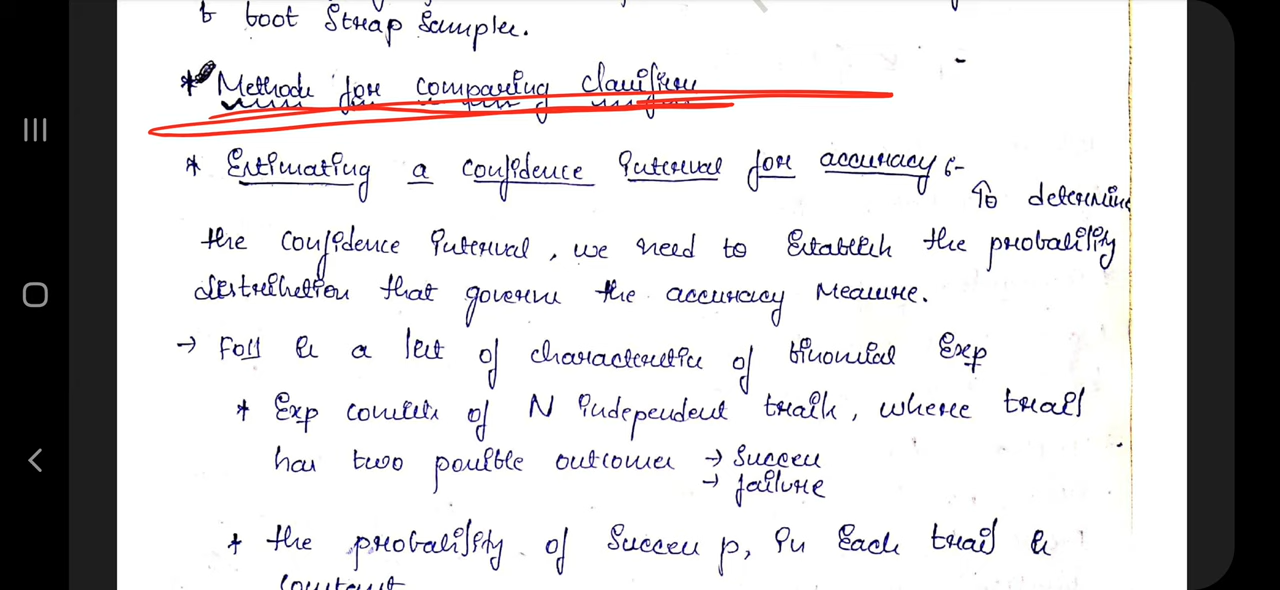 b boot strap samples.
* Methods for comparing classifiers
* Estimating a confidence interval for accuracy :-
To determine
the confidence interval, we need to establish the probability
distribution that governs the accuracy measure.
→ Foll is a list of characteristics of binomial Exp
* Exp consists of N independent trails, where trail
has two possible outcomes → Success
→ failure
* the probability of Success p, in Each trail is
constant